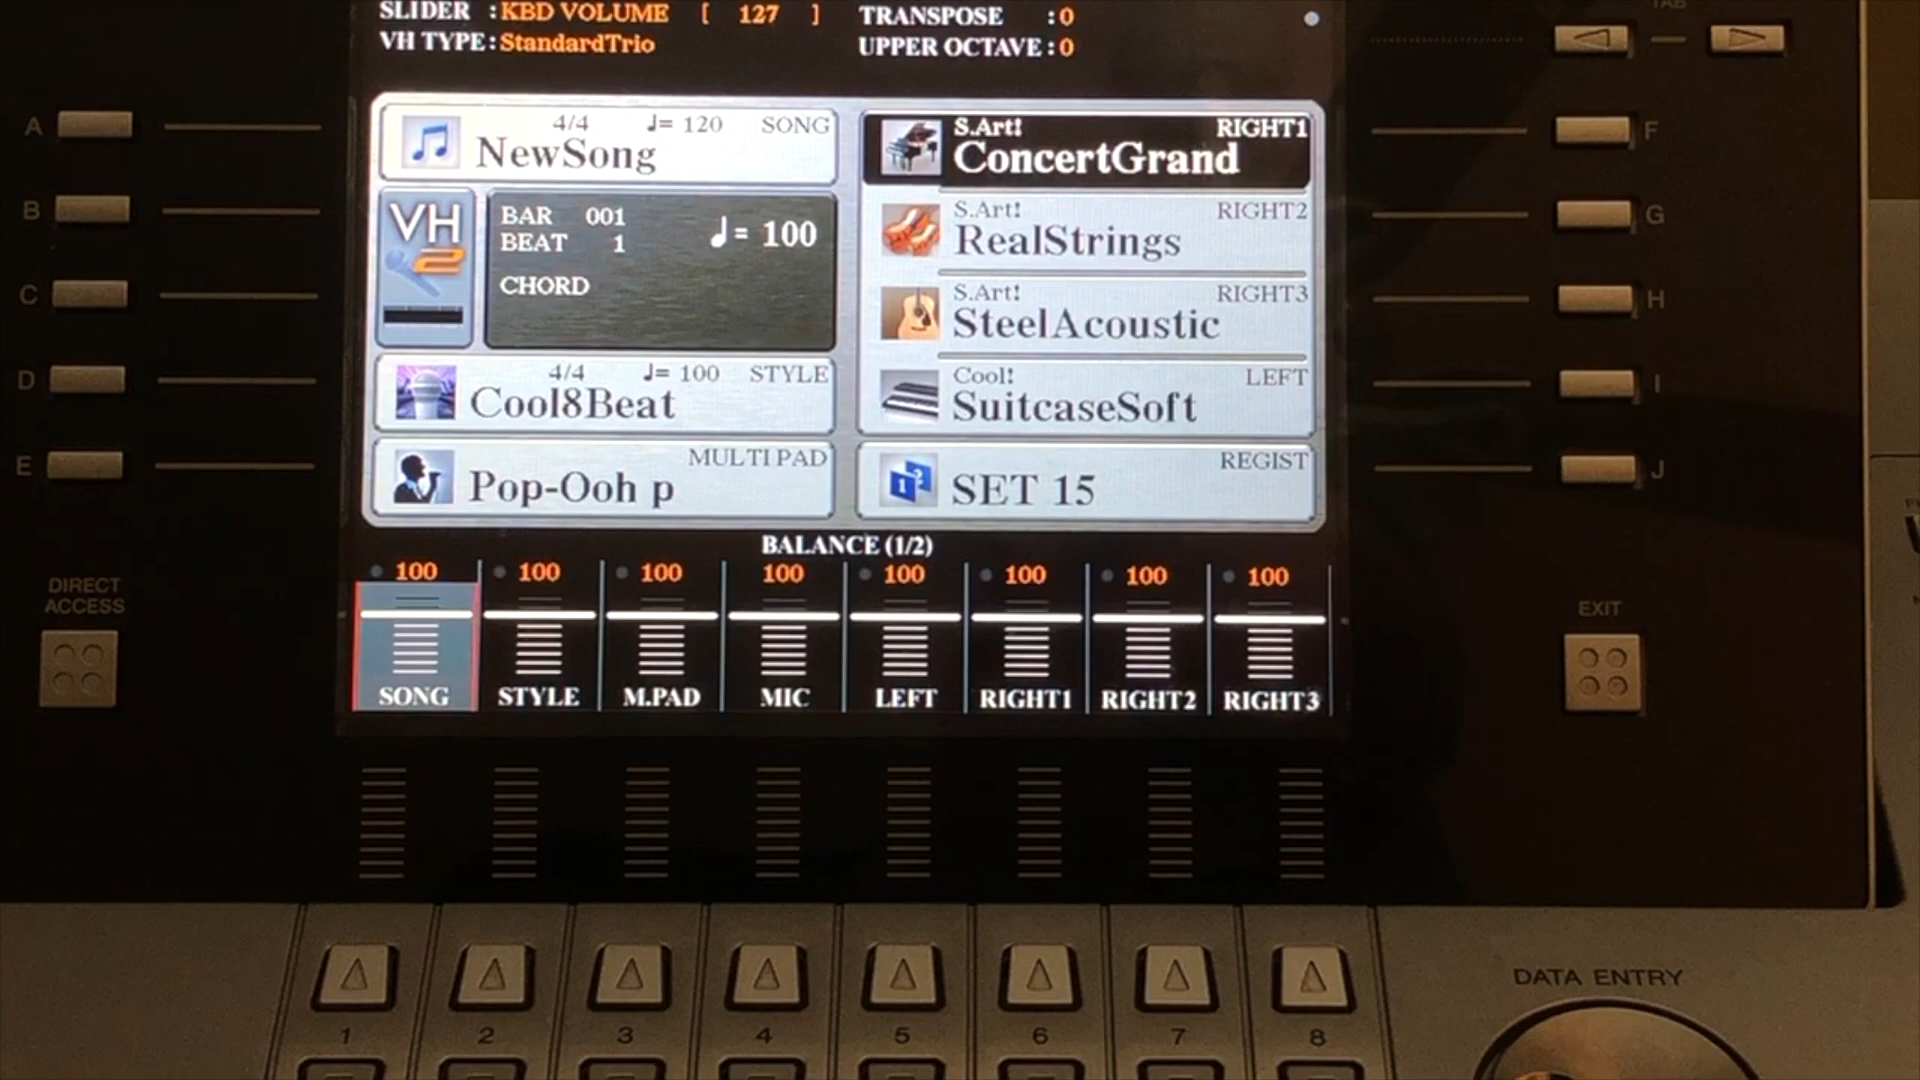 SLIDER :KBD VOLUME [ 127 ] TRANSPOSE :0
VH TYPE:StandardTrio UPPER OCTAVE:0
TAB
A
B
C
D
E
4/4 ♩= 120 SONG
NewSong
VH
2
BAR 001
BEAT 1
♩= 100
CHORD
4/4 ♩= 100 STYLE
Cool8Beat
MULTI PAD
Pop-Ooh p
S.Art! RIGHT1
ConcertGrand
S.Art! RIGHT2
RealStrings
S.Art! RIGHT3
SteelAcoustic
Cool! LEFT
SuitcaseSoft
REGIST
1 2
SET 15
F
G
H
I
J
BALANCE (1/2)
100 100 100 100 100 100 100 100
SONG STYLE M.PAD MIC LEFT RIGHT1 RIGHT2 RIGHT3
DIRECT
ACCESS
EXIT
1 2 3 4 5 6 7 8
DATA ENTRY